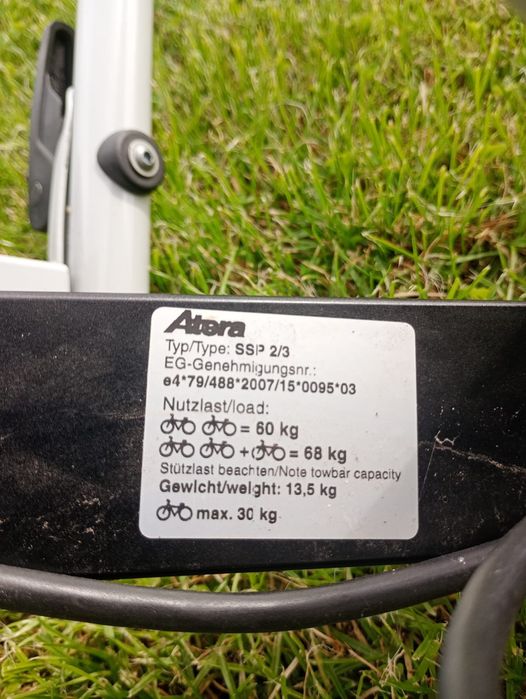 Atera
Typ/Type: SSP 2/3
EG-Genehmigungsnr.:
e4*79/488*2007/15*0095*03
Nutzlast/load:
= 60 kg
+ = 68 kg
Stützlast beachten/Note towbar capacity
Gewicht/weight: 13,5 kg
max. 30 kg